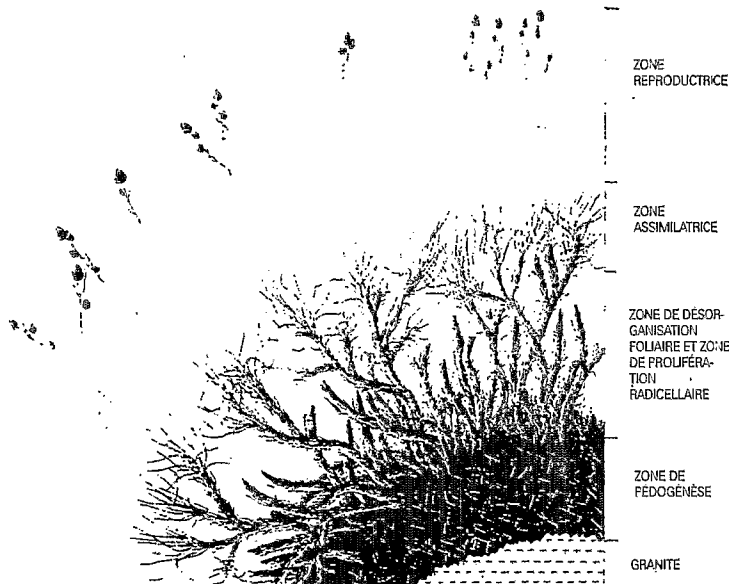 ZONE
REPRODUCTRICE
ZONE
ASSIMILATRICE
ZONE DE DÉSOR-
GANISATION
FOLIAIRE ET ZONE
DE PROLIFÉRA-
TION
RADICELLAIRE
ZONE DE
PÉDOGÉNÈSE
GRANITE